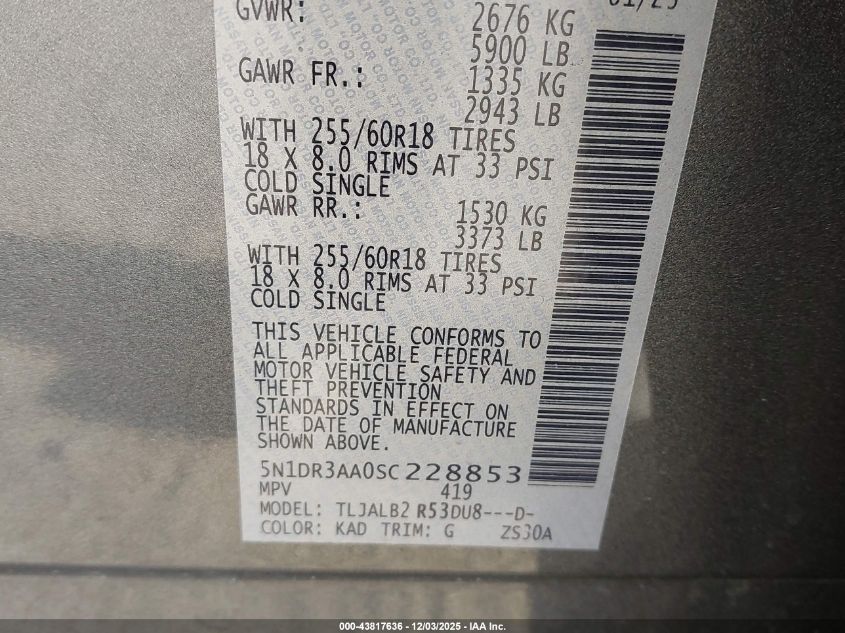 GVWR: 2676 KG
5900 LB
GAWR FR.: 1335 KG
2943 LB
WITH 255/60R18 TIRES
18 X 8.0 RIMS AT 33 PSI
COLD SINGLE
GAWR RR.: 1530 KG
3373 LB
WITH 255/60R18 TIRES
18 X 8.0 RIMS AT 33 PSI
COLD SINGLE
THIS VEHICLE CONFORMS TO
ALL APPLICABLE FEDERAL
MOTOR VEHICLE SAFETY AND
THEFT PREVENTION
STANDARDS IN EFFECT ON
THE DATE OF MANUFACTURE
SHOWN ABOVE.
5N1DR3AA0SC228853
MPV 419
MODEL: TLJALB2 R53DU8---D-
COLOR: KAD TRIM: G ZS30A
000-43817636 - 12/03/2025 - IAA Inc.